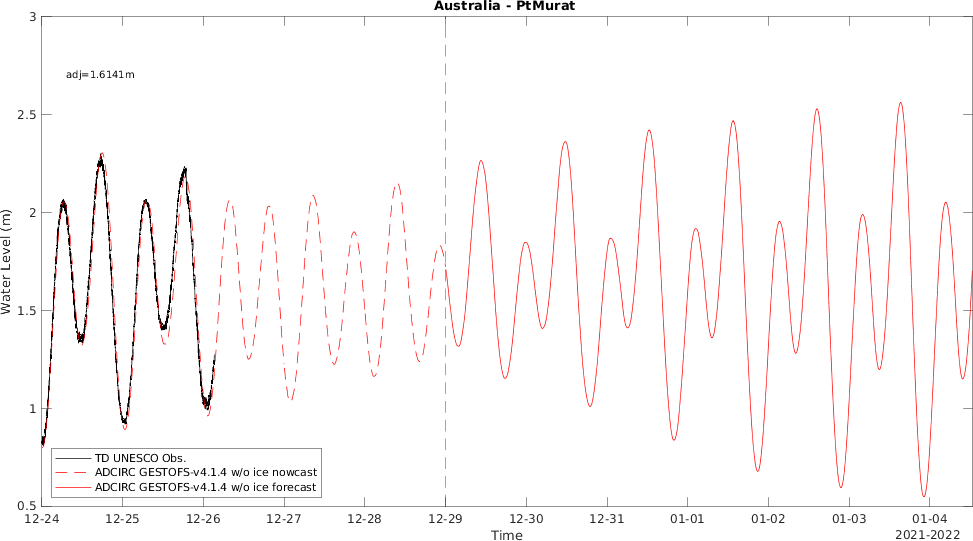 Australia - PtMurat
3
2.5
2
1.5
1
0.5
Water Level (m)
adj=1.6141m
TD UNESCO Obs.
ADCIRC GESTOFS-v4.1.4 w/o ice nowcast
ADCIRC GESTOFS-v4.1.4 w/o ice forecast
12-24 12-25 12-26 12-27 12-28 12-29 12-30 12-31 01-01 01-02 01-03 01-04
Time
2021-2022